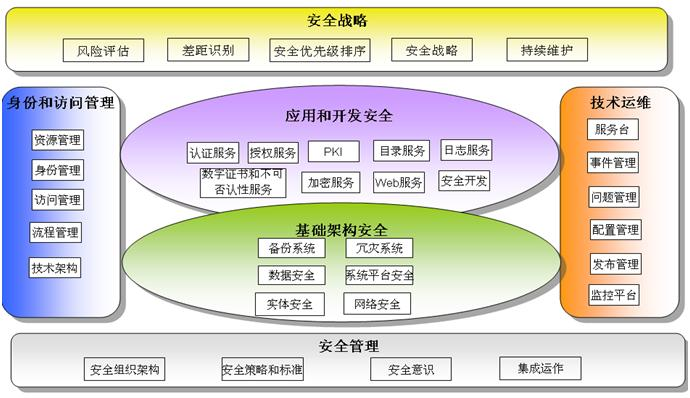 安全战略
风险评估
差距识别
安全优先级排序
安全战略
持续维护
身份和访问管理
资源管理
身份管理
访问管理
流程管理
技术架构
应用和开发安全
认证服务
授权服务
PKI
目录服务
日志服务
数字证书和不可
否认性服务
加密服务
Web服务
安全开发
基础架构安全
备份系统
冗灾系统
数据安全
系统平台安全
实体安全
网络安全
技术运维
服务台
事件管理
问题管理
配置管理
发布管理
监控平台
安全管理
安全组织架构
安全策略和标准
安全意识
集成运作